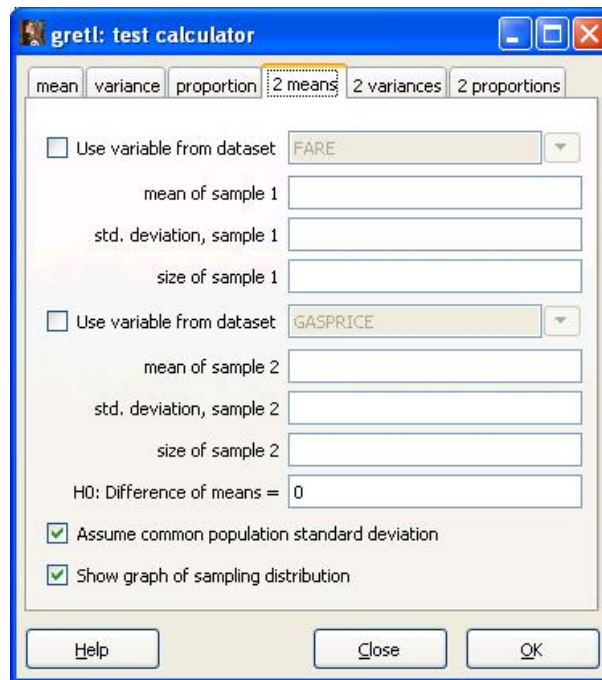 gretl: test calculator
mean variance proportion 2 means 2 variances 2 proportions
Use variable from dataset FARE
mean of sample 1
std. deviation, sample 1
size of sample 1
Use variable from dataset GASPRICE
mean of sample 2
std. deviation, sample 2
size of sample 2
H0: Difference of means = 0
Assume common population standard deviation
Show graph of sampling distribution
Help Close OK